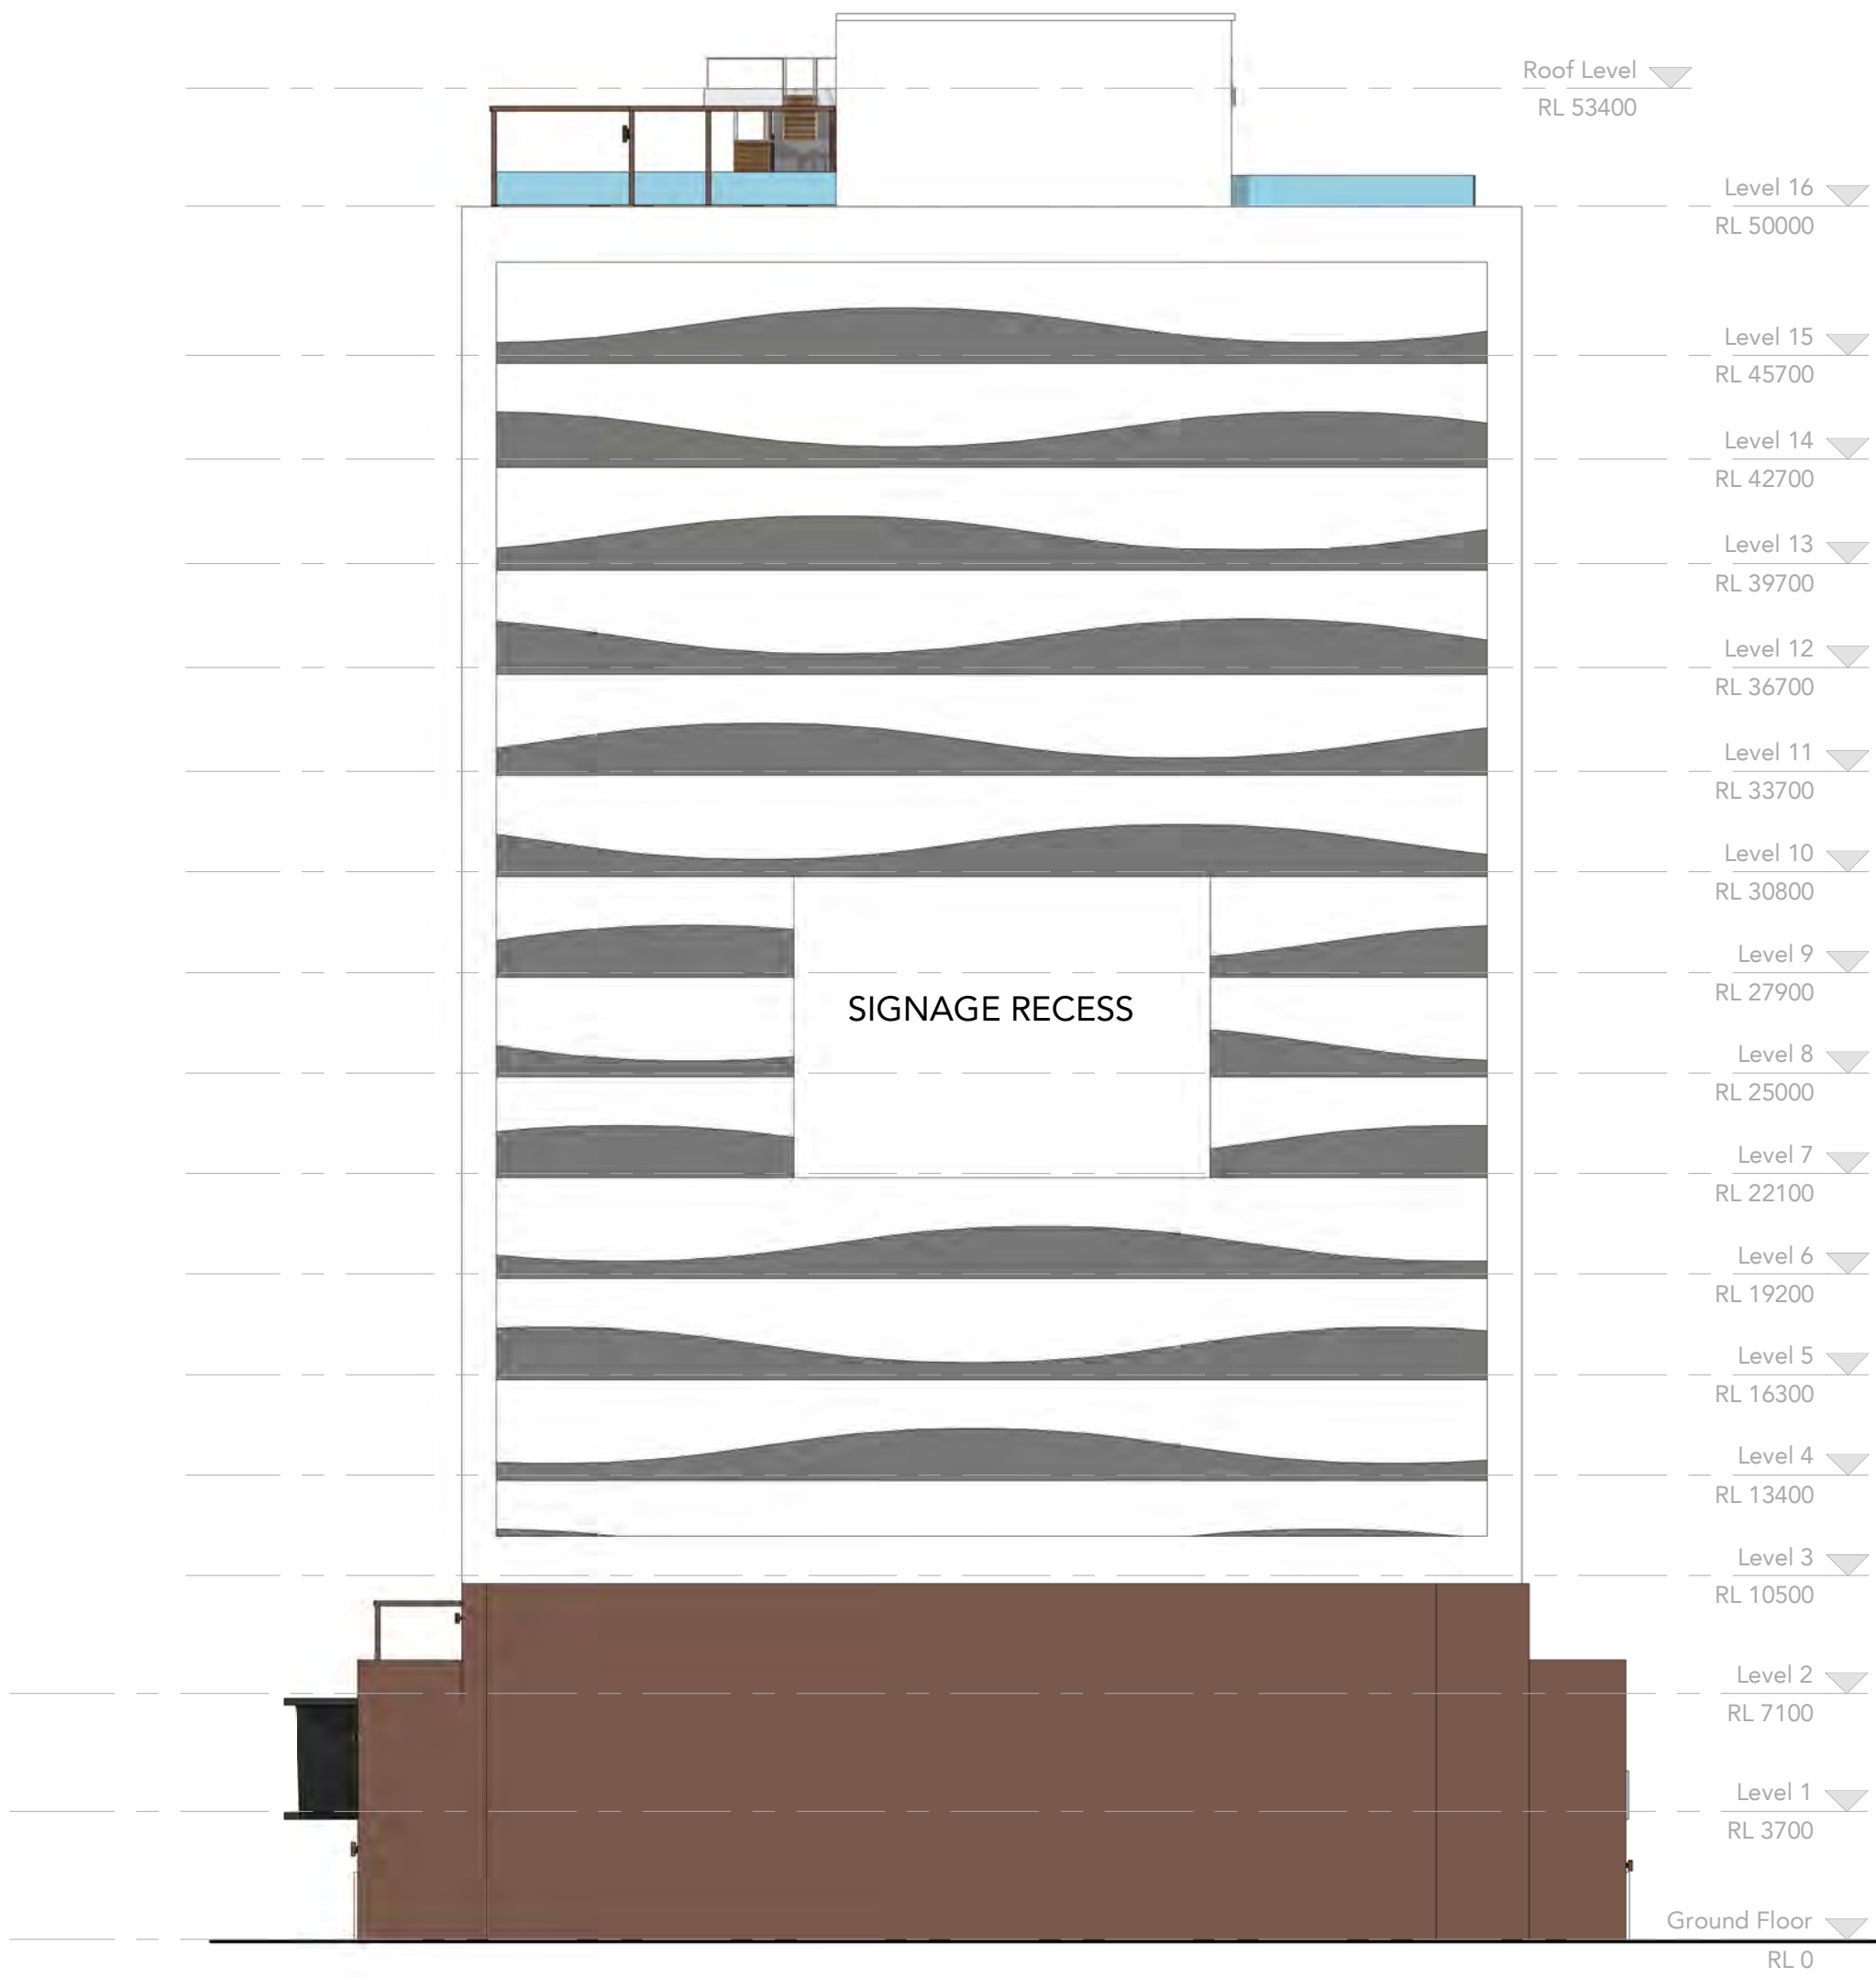 Roof Level
RL 53400
Level 16
RL 50000
Level 15
RL 45700
Level 14
RL 42700
Level 13
RL 39700
Level 12
RL 36700
Level 11
RL 33700
Level 10
RL 30800
Level 9
RL 27900
SIGNAGE RECESS
Level 8
RL 25000
Level 7
RL 22100
Level 6
RL 19200
Level 5
RL 16300
Level 4
RL 13400
Level 3
RL 10500
Level 2
RL 7100
Level 1
RL 3700
Ground Floor
RL 0